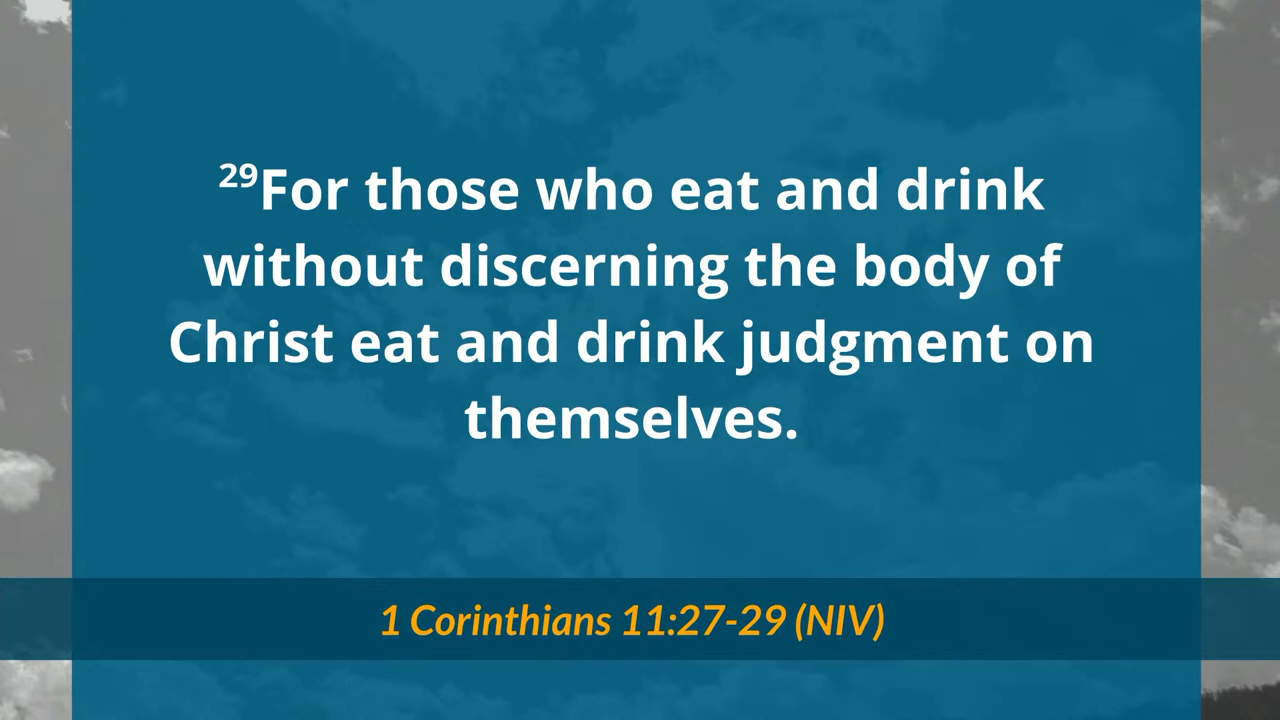 ²⁹For those who eat and drink
without discerning the body of
Christ eat and drink judgment on
themselves.
1 Corinthians 11:27-29 (NIV)